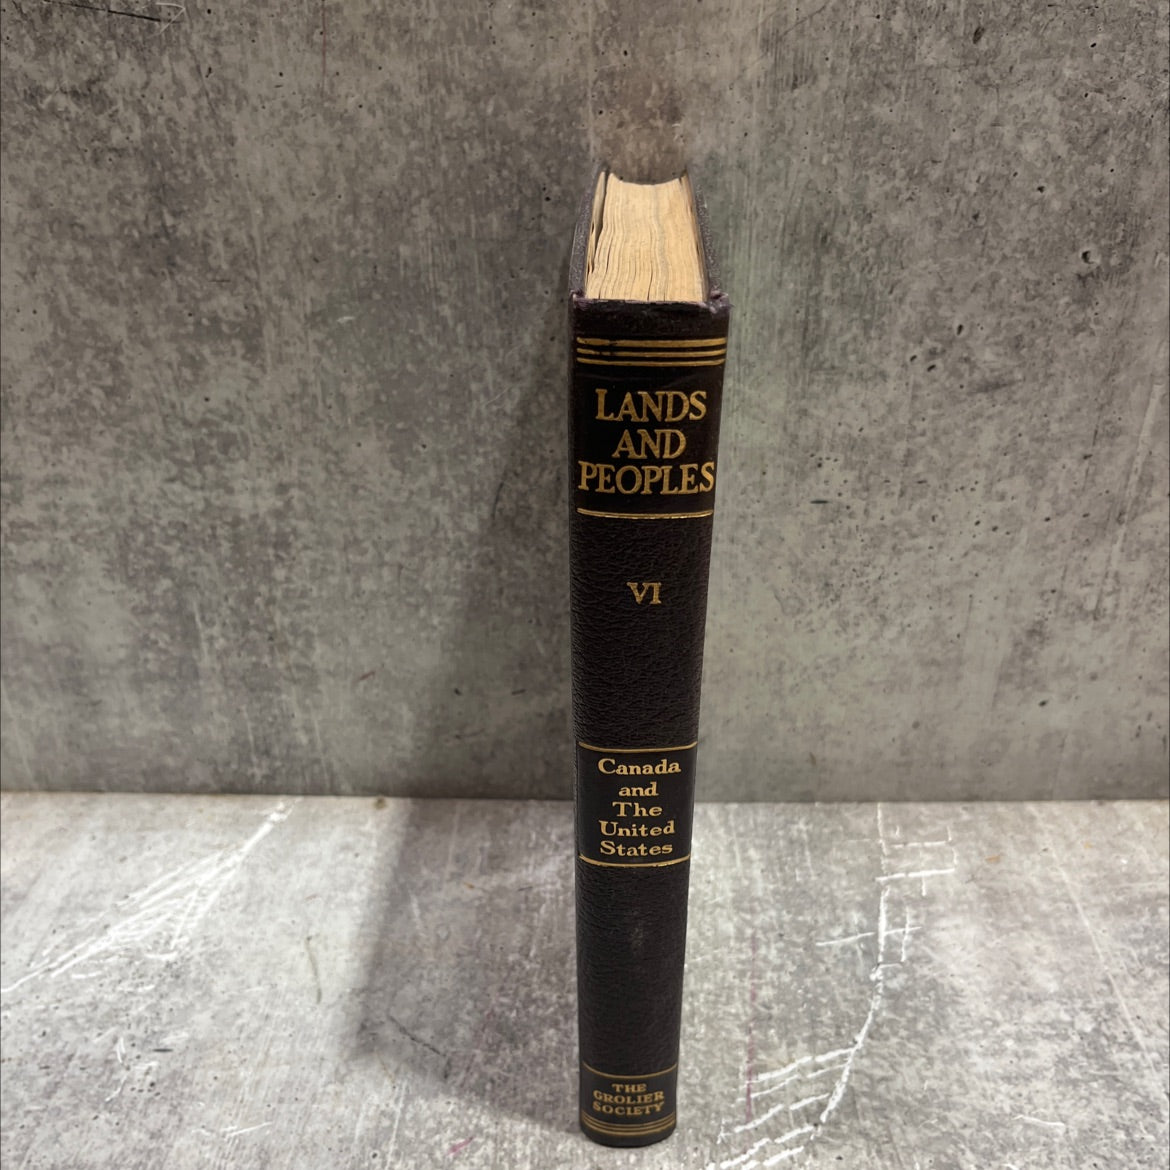 LANDS
AND
PEOPLES
VI
Canada
and
The
United
States
THE
GROLIER
SOCIETY